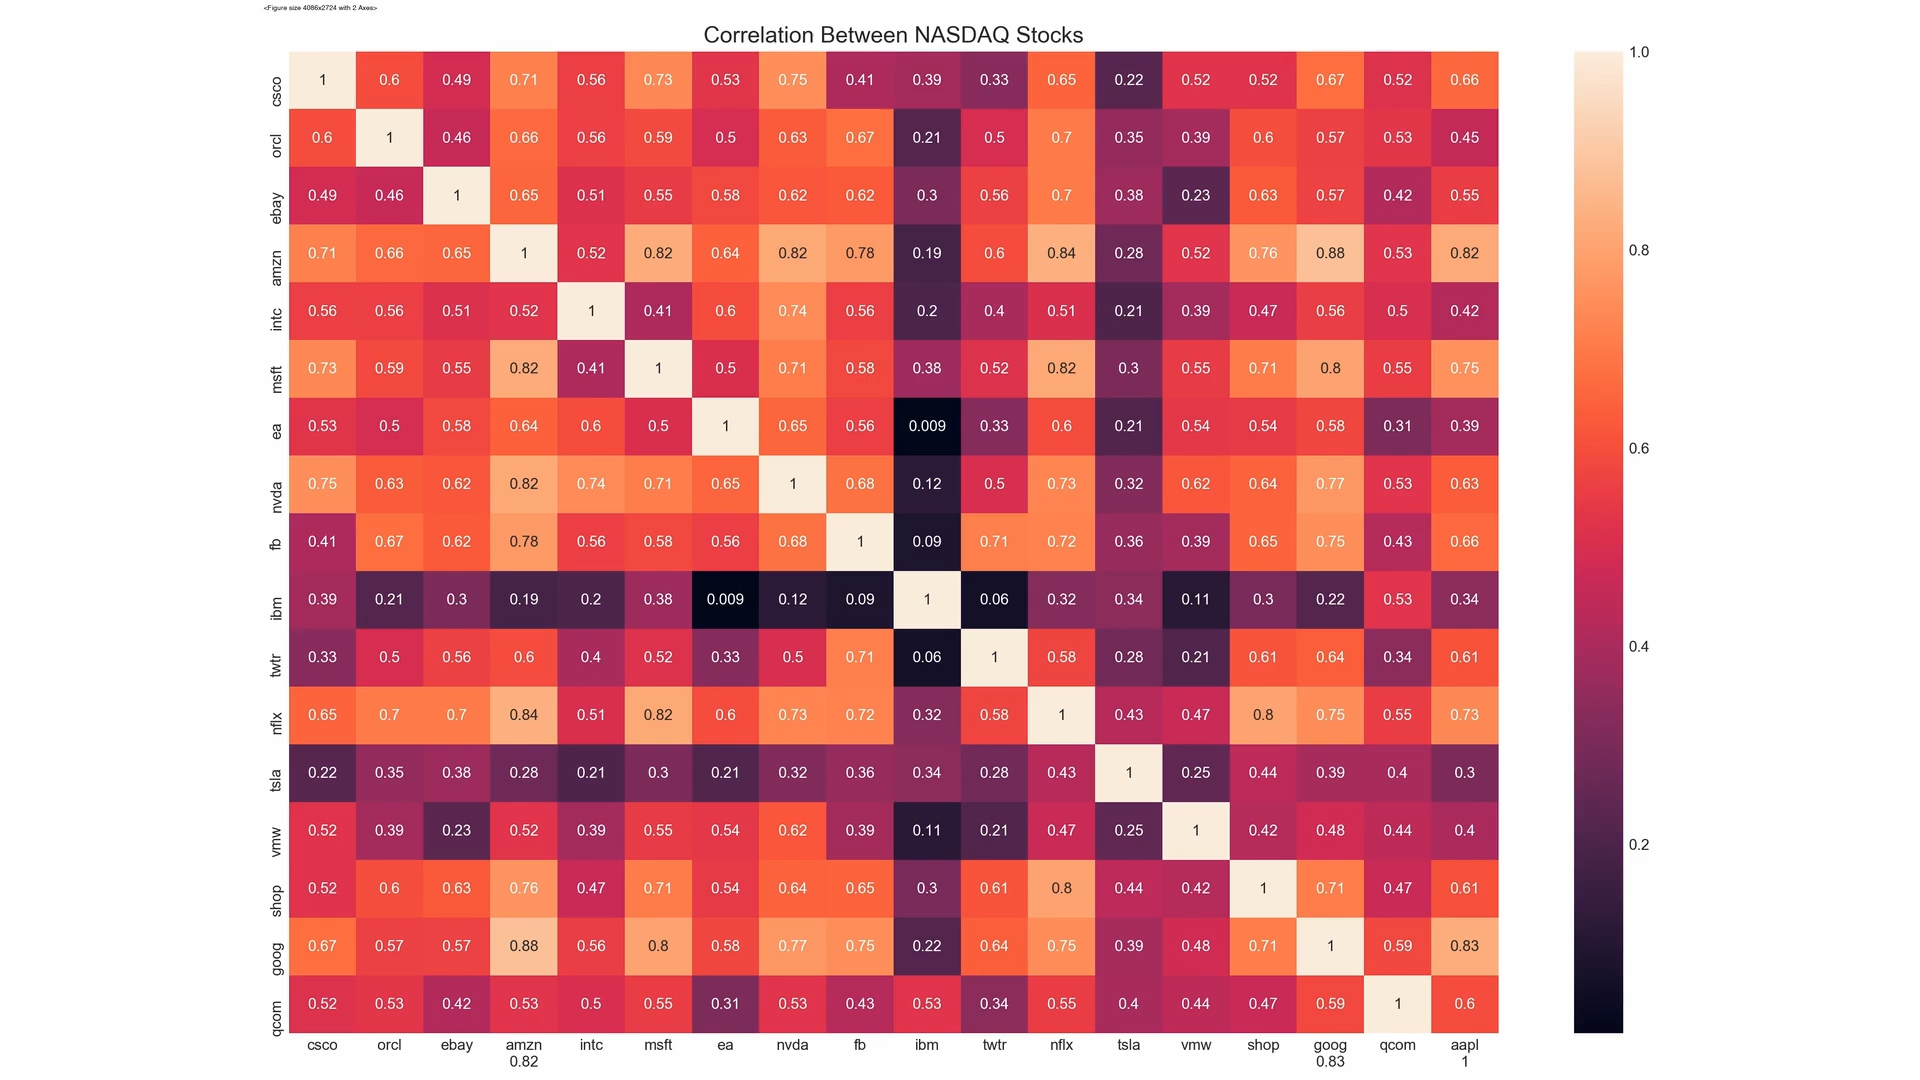 <Figure size 4086x2724 with 2 Axes>
Correlation Between NASDAQ Stocks
csco 1 0.6 0.49 0.71 0.56 0.73 0.53 0.75 0.41 0.39 0.33 0.65 0.22 0.52 0.52 0.67 0.52 0.66
orcl 0.6 1 0.46 0.66 0.56 0.59 0.5 0.63 0.67 0.21 0.5 0.7 0.35 0.39 0.6 0.57 0.53 0.45
ebay 0.49 0.46 1 0.65 0.51 0.55 0.58 0.62 0.62 0.3 0.56 0.7 0.38 0.23 0.63 0.57 0.42 0.55
amzn 0.71 0.66 0.65 1 0.52 0.82 0.64 0.82 0.78 0.19 0.6 0.84 0.28 0.52 0.76 0.88 0.53 0.82
intc 0.56 0.56 0.51 0.52 1 0.41 0.6 0.74 0.56 0.2 0.4 0.51 0.21 0.39 0.47 0.56 0.5 0.42
msft 0.73 0.59 0.55 0.82 0.41 1 0.5 0.71 0.58 0.38 0.52 0.82 0.3 0.55 0.71 0.8 0.55 0.75
ea 0.53 0.5 0.58 0.64 0.6 0.5 1 0.65 0.56 0.009 0.33 0.6 0.21 0.54 0.54 0.58 0.31 0.39
nvda 0.75 0.63 0.62 0.82 0.74 0.71 0.65 1 0.68 0.12 0.5 0.73 0.32 0.62 0.64 0.77 0.53 0.63
fb 0.41 0.67 0.62 0.78 0.56 0.58 0.56 0.68 1 0.09 0.71 0.72 0.36 0.39 0.65 0.75 0.43 0.66
ibm 0.39 0.21 0.3 0.19 0.2 0.38 0.009 0.12 0.09 1 0.06 0.32 0.34 0.11 0.3 0.22 0.53 0.34
twtr 0.33 0.5 0.56 0.6 0.4 0.52 0.33 0.5 0.71 0.06 1 0.58 0.28 0.21 0.61 0.64 0.34 0.61
nflx 0.65 0.7 0.7 0.84 0.51 0.82 0.6 0.73 0.72 0.32 0.58 1 0.43 0.47 0.8 0.75 0.55 0.73
tsla 0.22 0.35 0.38 0.28 0.21 0.3 0.21 0.32 0.36 0.34 0.28 0.43 1 0.25 0.44 0.39 0.4 0.3
vmw 0.52 0.39 0.23 0.52 0.39 0.55 0.54 0.62 0.39 0.11 0.21 0.47 0.25 1 0.42 0.48 0.44 0.4
shop 0.52 0.6 0.63 0.76 0.47 0.71 0.54 0.64 0.65 0.3 0.61 0.8 0.44 0.42 1 0.71 0.47 0.61
goog 0.67 0.57 0.57 0.88 0.56 0.8 0.58 0.77 0.75 0.22 0.64 0.75 0.39 0.48 0.71 1 0.59 0.83
qcom 0.52 0.53 0.42 0.53 0.5 0.55 0.31 0.53 0.43 0.53 0.34 0.55 0.4 0.44 0.47 0.59 1 0.6
csco orcl ebay amzn intc msft ea nvda fb ibm twtr nflx tsla vmw shop goog qcom aapl
0.82 0.83 1
1.0
0.8
0.6
0.4
0.2